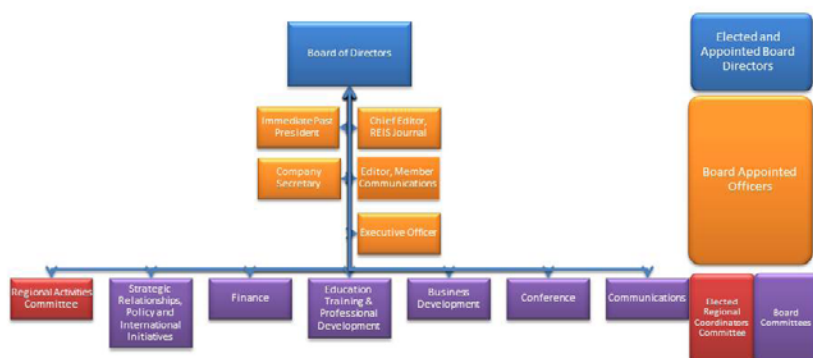 Board of Directors
Elected and
Appointed Board
Directors
Immediate Past
President
Chief Editor,
REIS Journal
Company
Secretary
Editor, Member
Communications
Board Appointed
Officers
Executive Officer
Regional Activities
Committee
Strategic
Relationships,
Policy and
International
Initiatives
Finance
Education
Training &
Professional
Development
Business
Development
Conference
Communications
Elected
Regional
Coordinators
Committee
Board
Committees